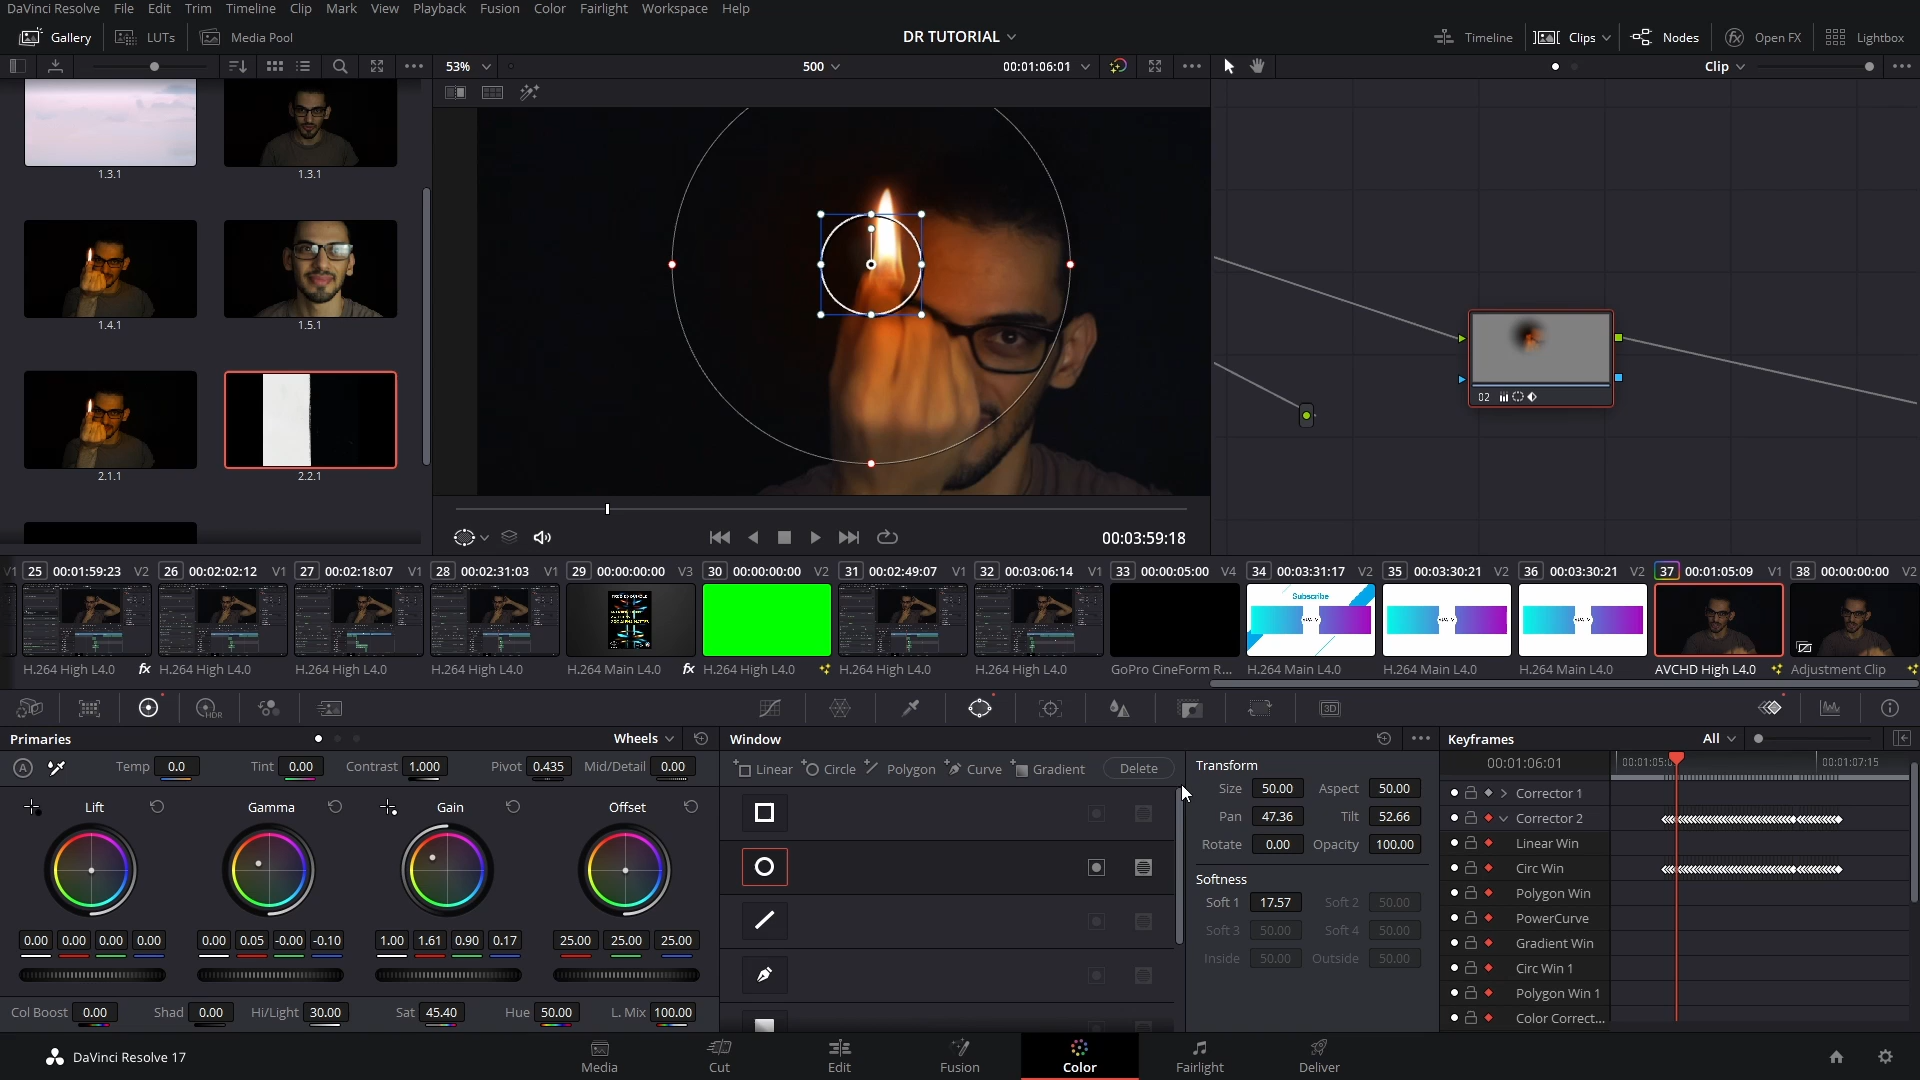 DaVinci Resolve File Edit Trim Timeline Clip Mark View Playback Fusion Color Fairlight Workspace Help
Gallery LUTs Media Pool DR TUTORIAL Timeline Clips Nodes Open FX Lightbox
53% 500 00:01:06:01 Clip
1.3.1 1.3.1
1.4.1 1.5.1
2.1.1 2.2.1
02
00:03:59:18
V1 25 00:01:59:23 V2 26 00:02:02:12 V1 27 00:02:18:07 V1 28 00:02:31:03 V1 29 00:00:00:00 V3 30 00:00:00:00 V2 31 00:02:49:07 V1 32 00:03:06:14 V1 33 00:00:05:00 V4 34 00:03:31:17 V2 35 00:03:30:21 V2 36 00:03:30:21 V2 37 00:01:05:09 V1 38 00:00:00:00 V2
Subscribe
H.264 High L4.0 fx H.264 High L4.0 H.264 High L4.0 H.264 High L4.0 H.264 Main L4.0 fx H.264 High L4.0 H.264 High L4.0 H.264 High L4.0 GoPro CineForm R... H.264 Main L4.0 H.264 Main L4.0 H.264 Main L4.0 AVCHD High L4.0 Adjustment Clip
HDR 3D
Primaries Wheels Window Keyframes All
A Temp 0.0 Tint 0.00 Contrast 1.000 Pivot 0.435 Mid/Detail 0.00
Linear Circle Polygon Curve Gradient Delete
Transform
Size 50.00 Aspect 50.00
Pan 47.36 Tilt 52.66
Rotate 0.00 Opacity 100.00
Softness
Soft 1 17.57 Soft 2 50.00
Soft 3 50.00 Soft 4 50.00
Inside 50.00 Outside 50.00
00:01:06:01 00:01:07:15
Corrector 1
Corrector 2
Linear Win
Circ Win
Polygon Win
PowerCurve
Gradient Win
Circ Win 1
Polygon Win 1
Color Correct...
Lift Gamma Gain Offset
0.00 0.00 0.00 0.00 0.00 0.05 -0.00 -0.10 1.00 1.61 0.90 0.17 25.00 25.00 25.00
Col Boost 0.00 Shad 0.00 Hi/Light 30.00 Sat 45.40 Hue 50.00 L. Mix 100.00
DaVinci Resolve 17 Media Cut Edit Fusion Color Fairlight Deliver